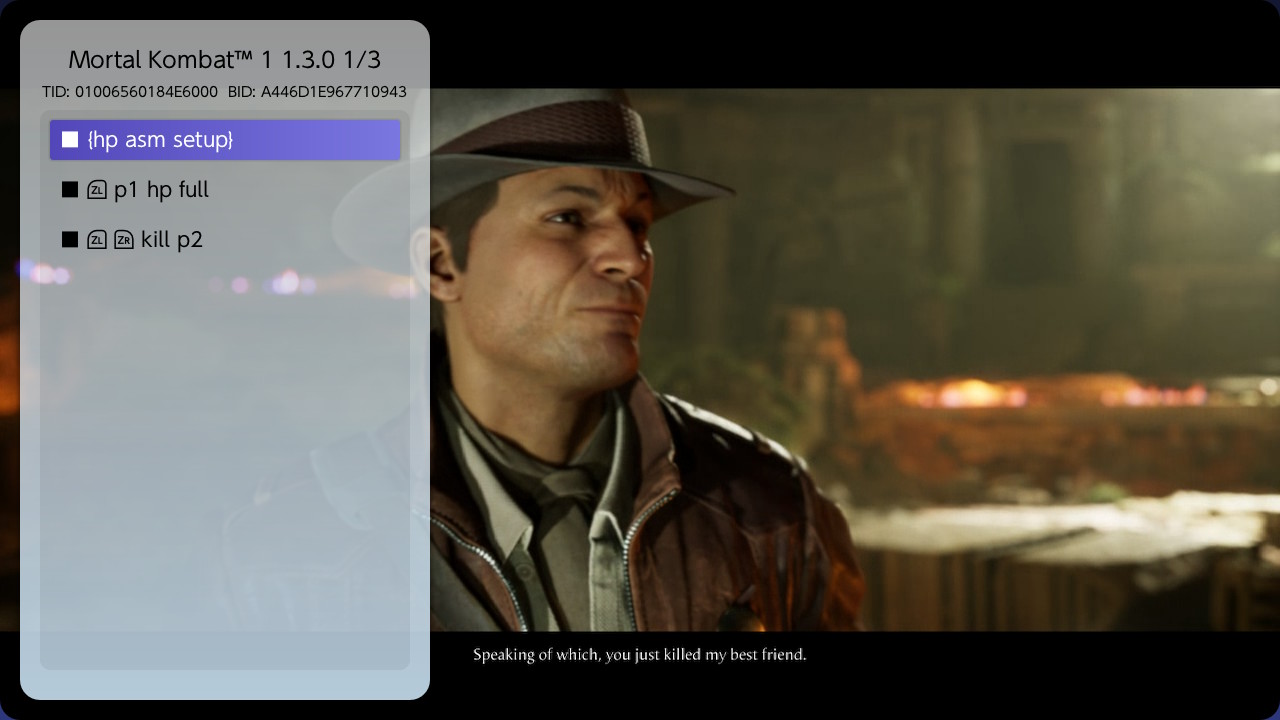 Mortal Kombat™ 1 1.3.0 1/3
TID: 01006560184E6000 BID: A446D1E967710943
{hp asm setup}
ZL p1 hp full
ZL ZR kill p2
Speaking of which, you just killed my best friend.